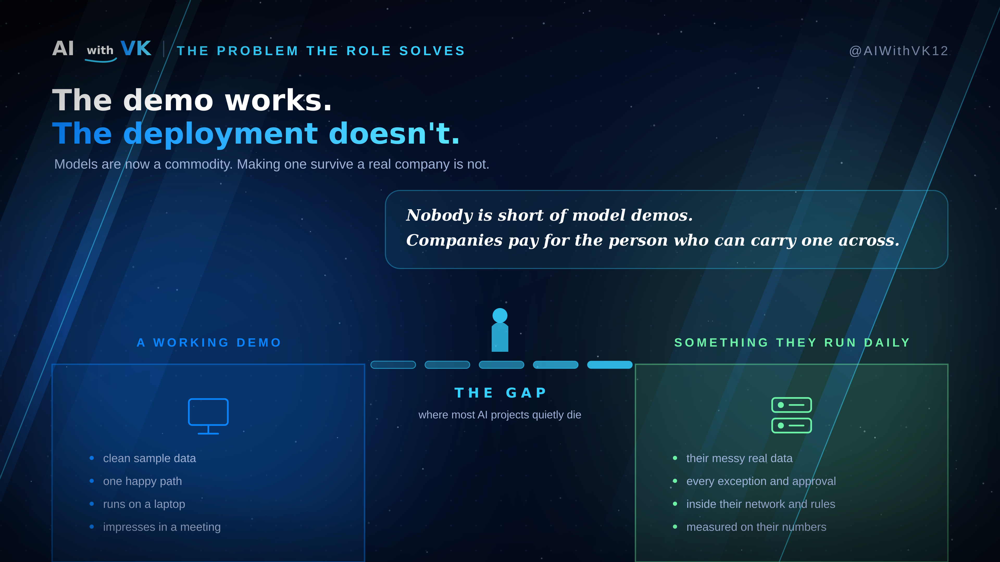 AI with VK | THE PROBLEM THE ROLE SOLVES
@AIWithVK12
The demo works.
The deployment doesn't.
Models are now a commodity. Making one survive a real company is not.
Nobody is short of model demos.
Companies pay for the person who can carry one across.
A WORKING DEMO
clean sample data
one happy path
runs on a laptop
impresses in a meeting
THE GAP
where most AI projects quietly die
SOMETHING THEY RUN DAILY
their messy real data
every exception and approval
inside their network and rules
measured on their numbers